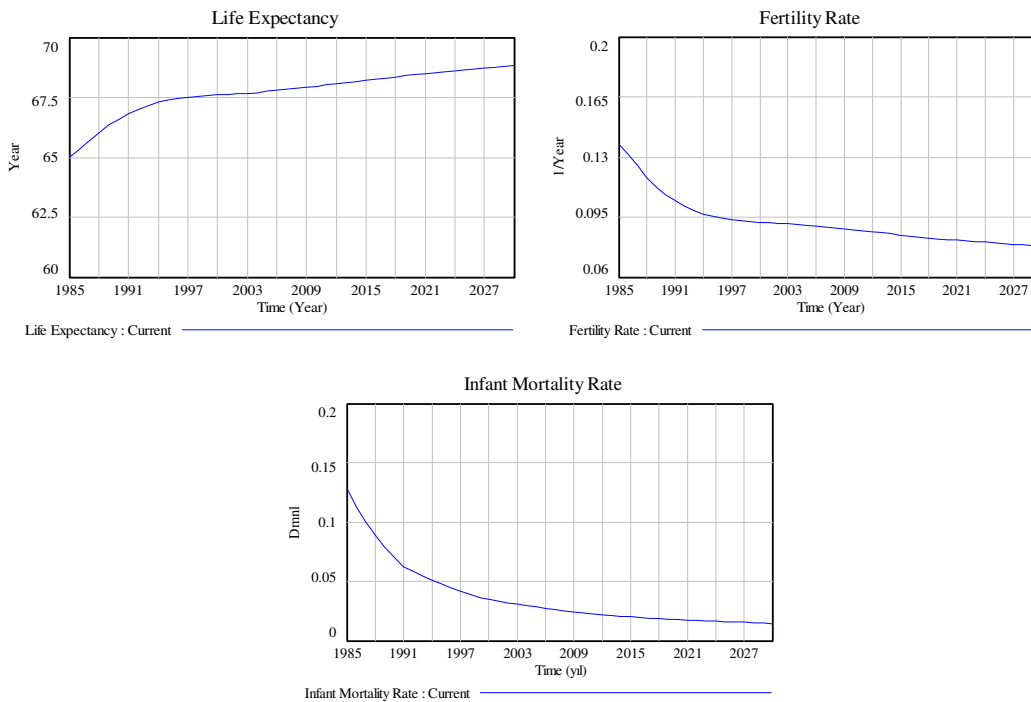 Life Expectancy
70
67.5
65
62.5
60
Year
1985 1991 1997 2003 2009 2015 2021 2027
Time (Year)
Life Expectancy : Current
Fertility Rate
0.2
0.165
0.13
0.095
0.06
1/Year
1985 1991 1997 2003 2009 2015 2021 2027
Time (Year)
Fertility Rate : Current
Infant Mortality Rate
0.2
0.15
0.1
0.05
0
Dmnl
1985 1991 1997 2003 2009 2015 2021 2027
Time (yıl)
Infant Mortality Rate : Current